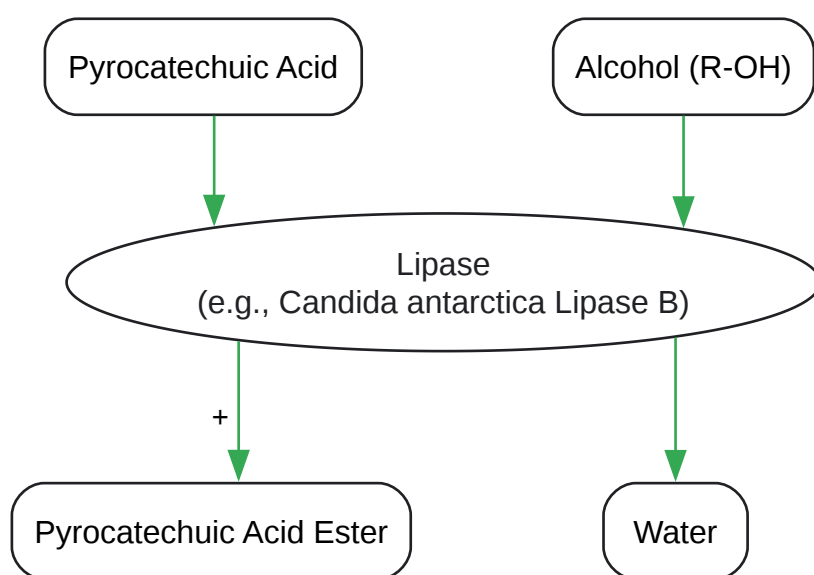 Pyrocatechuic Acid
Alcohol (R-OH)
Lipase
(e.g., Candida antarctica Lipase B)
+
Pyrocatechuic Acid Ester
Water